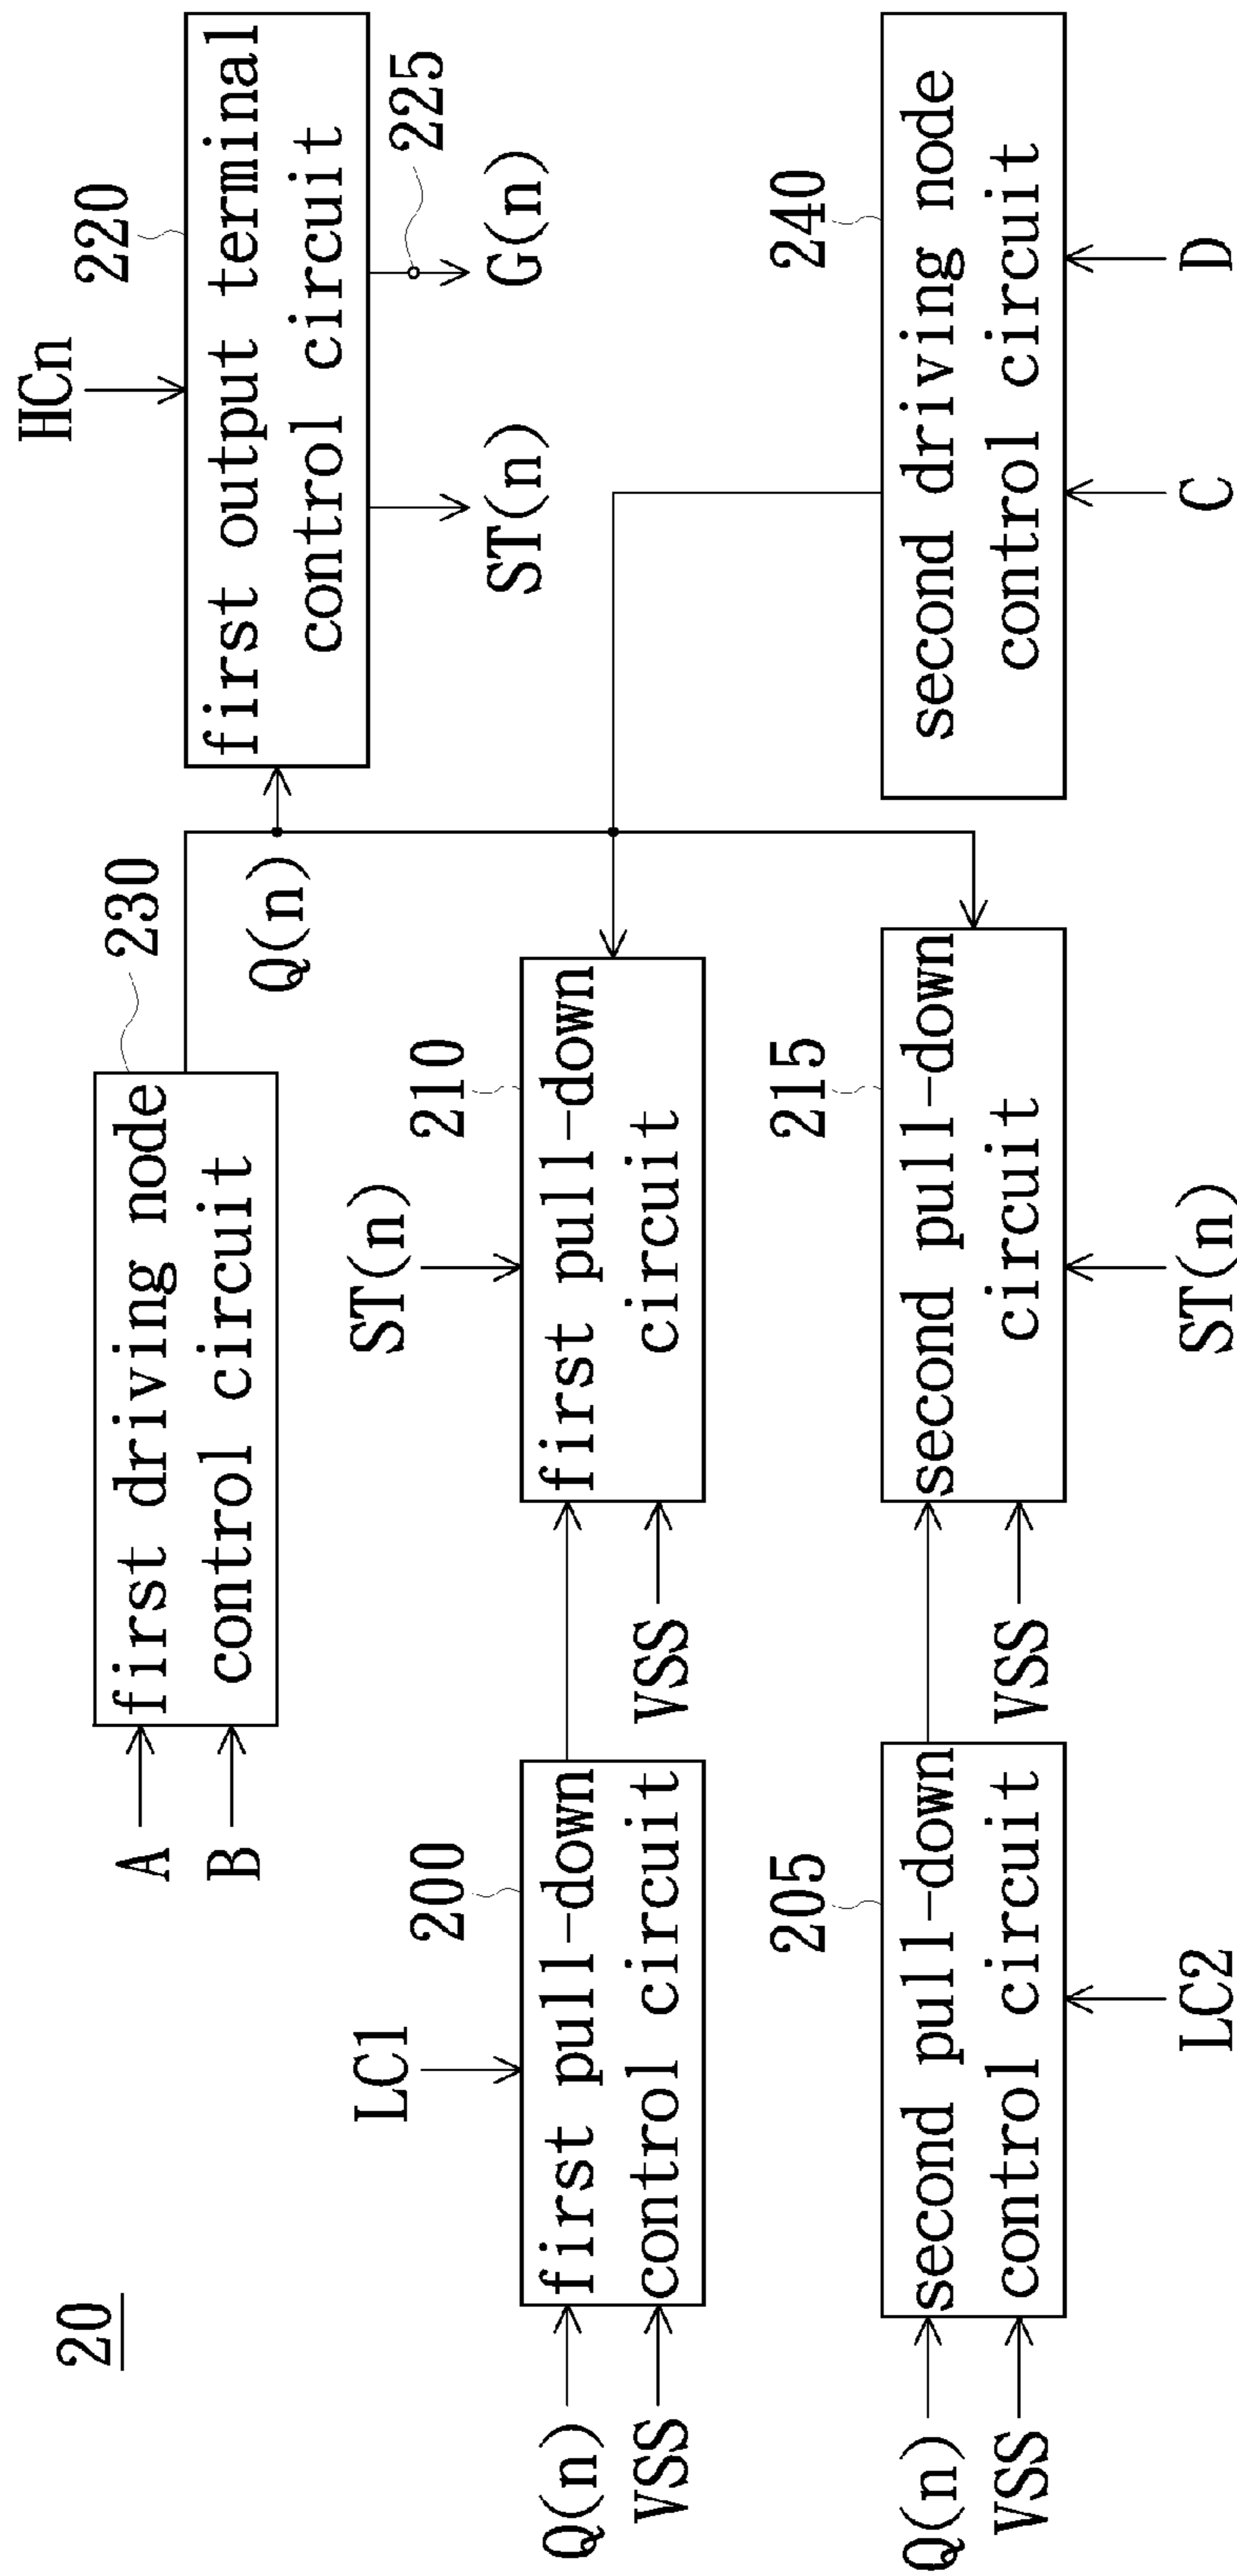 20
A
B
first driving node
control circuit
230
Q(n)
HCn
220
first output terminal
control circuit
225
ST(n)
G(n)
LC1
200
Q(n)
VSS
first pull-down
control circuit
ST(n)
210
VSS
first pull-down
circuit
205
Q(n)
VSS
second pull-down
control circuit
LC2
215
VSS
second pull-down
circuit
ST(n)
240
second driving node
control circuit
C
D